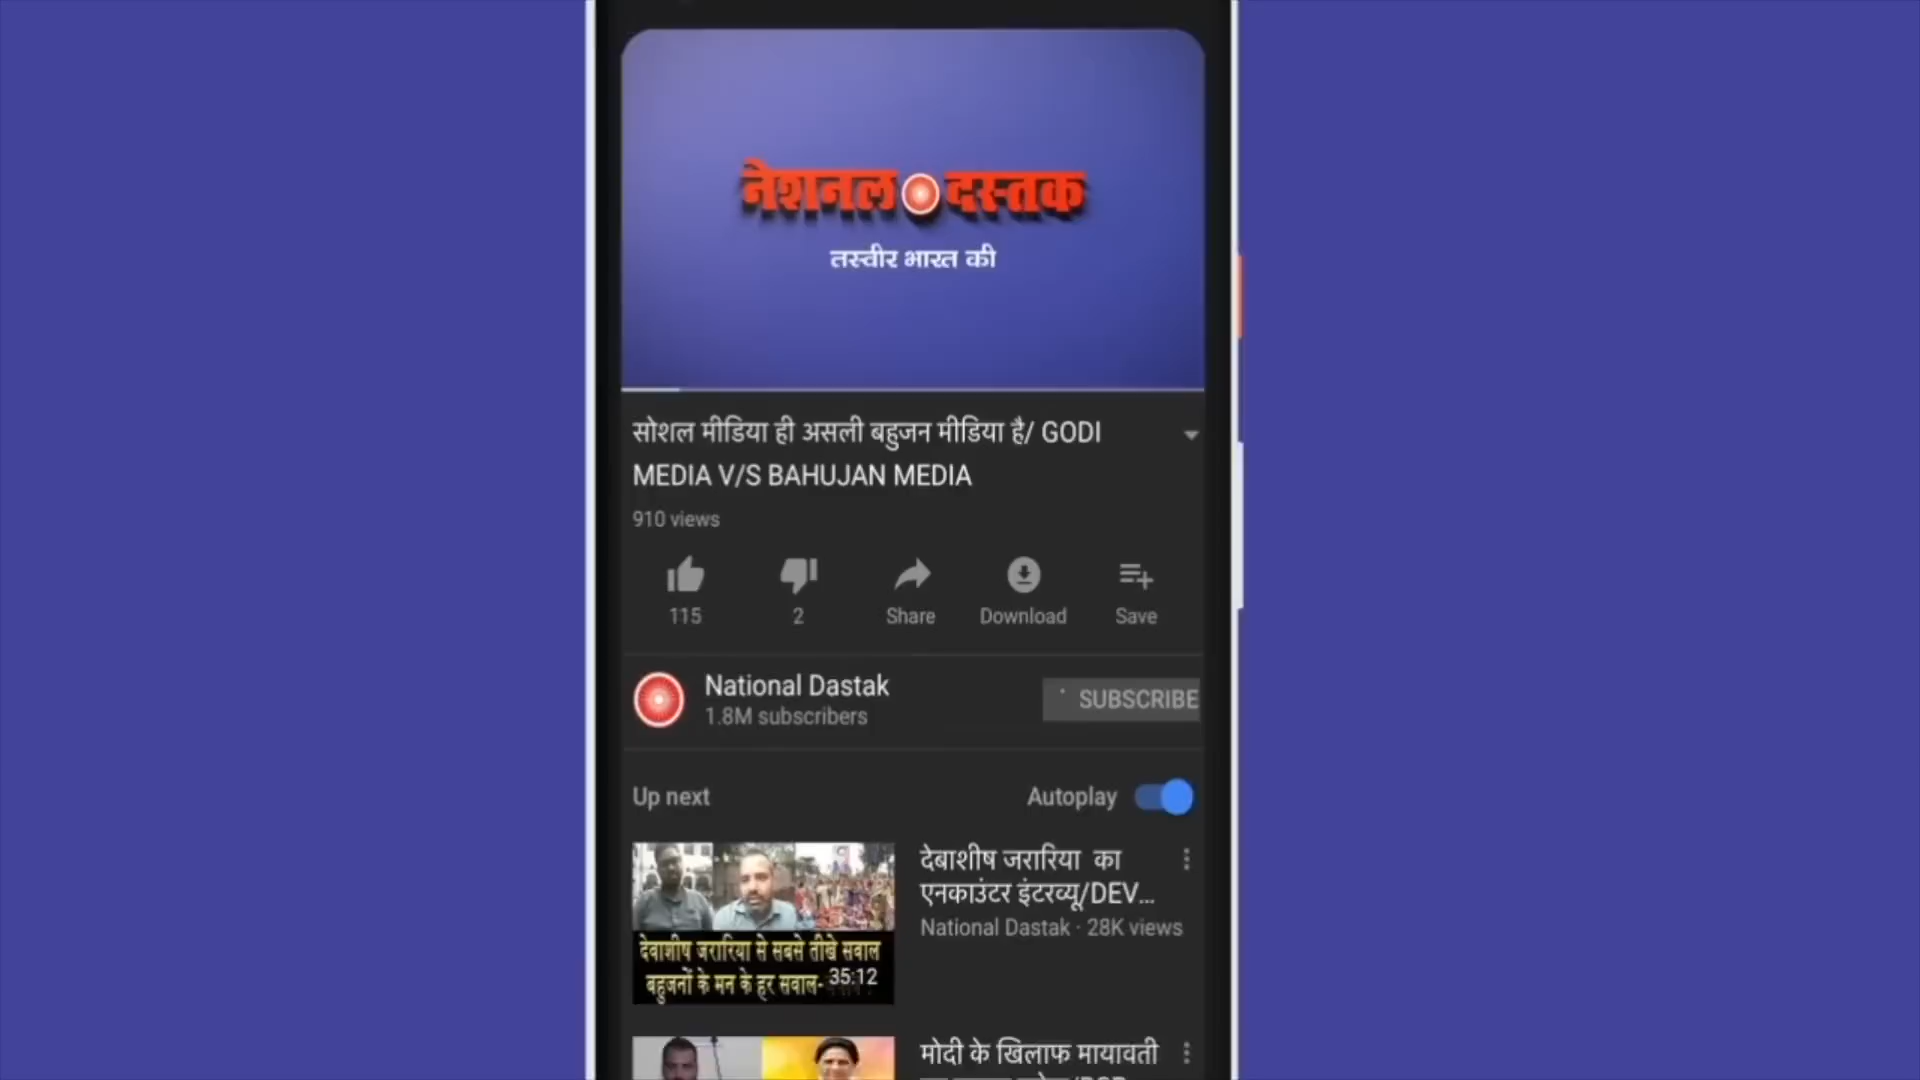 नेशनल दस्तक
तस्वीर भारत की
सोशल मीडिया ही असली बहुजन मीडिया है/ GODI
MEDIA V/S BAHUJAN MEDIA
910 views
115
2
Share
Download
Save
National Dastak
1.8M subscribers
SUBSCRIBE
Up next
Autoplay
देबाशीष जरारिया का
एनकाउंटर इंटरव्यू/DEV...
National Dastak · 28K views
देवाशीष जरारिया से सबसे तीखे सवाल
बहुजनों के मन के हर सवाल-
35:12
मोदी के खिलाफ मायावती